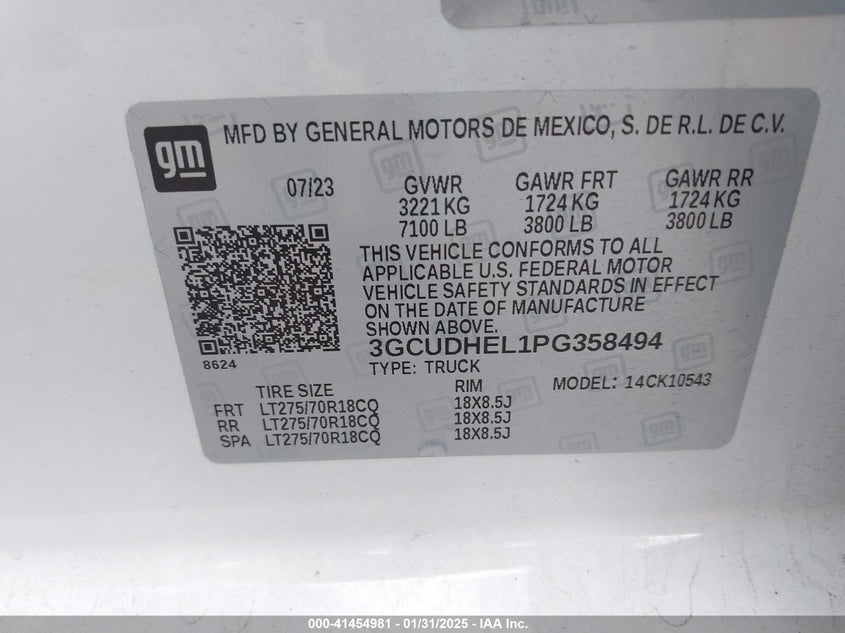 gm
MFD BY GENERAL MOTORS DE MEXICO, S. DE R.L. DE C.V.
07/23 GVWR GAWR FRT GAWR RR
3221 KG 1724 KG 1724 KG
7100 LB 3800 LB 3800 LB
THIS VEHICLE CONFORMS TO ALL
APPLICABLE U.S. FEDERAL MOTOR
VEHICLE SAFETY STANDARDS IN EFFECT
ON THE DATE OF MANUFACTURE
SHOWN ABOVE.
3GCUDHEL1PG358494
8624
TYPE: TRUCK
TIRE SIZE RIM MODEL: 14CK10543
FRT LT275/70R18CQ 18X8.5J
RR LT275/70R18CQ 18X8.5J
SPA LT275/70R18CQ 18X8.5J
000-41454981 - 01/31/2025 - IAA Inc.